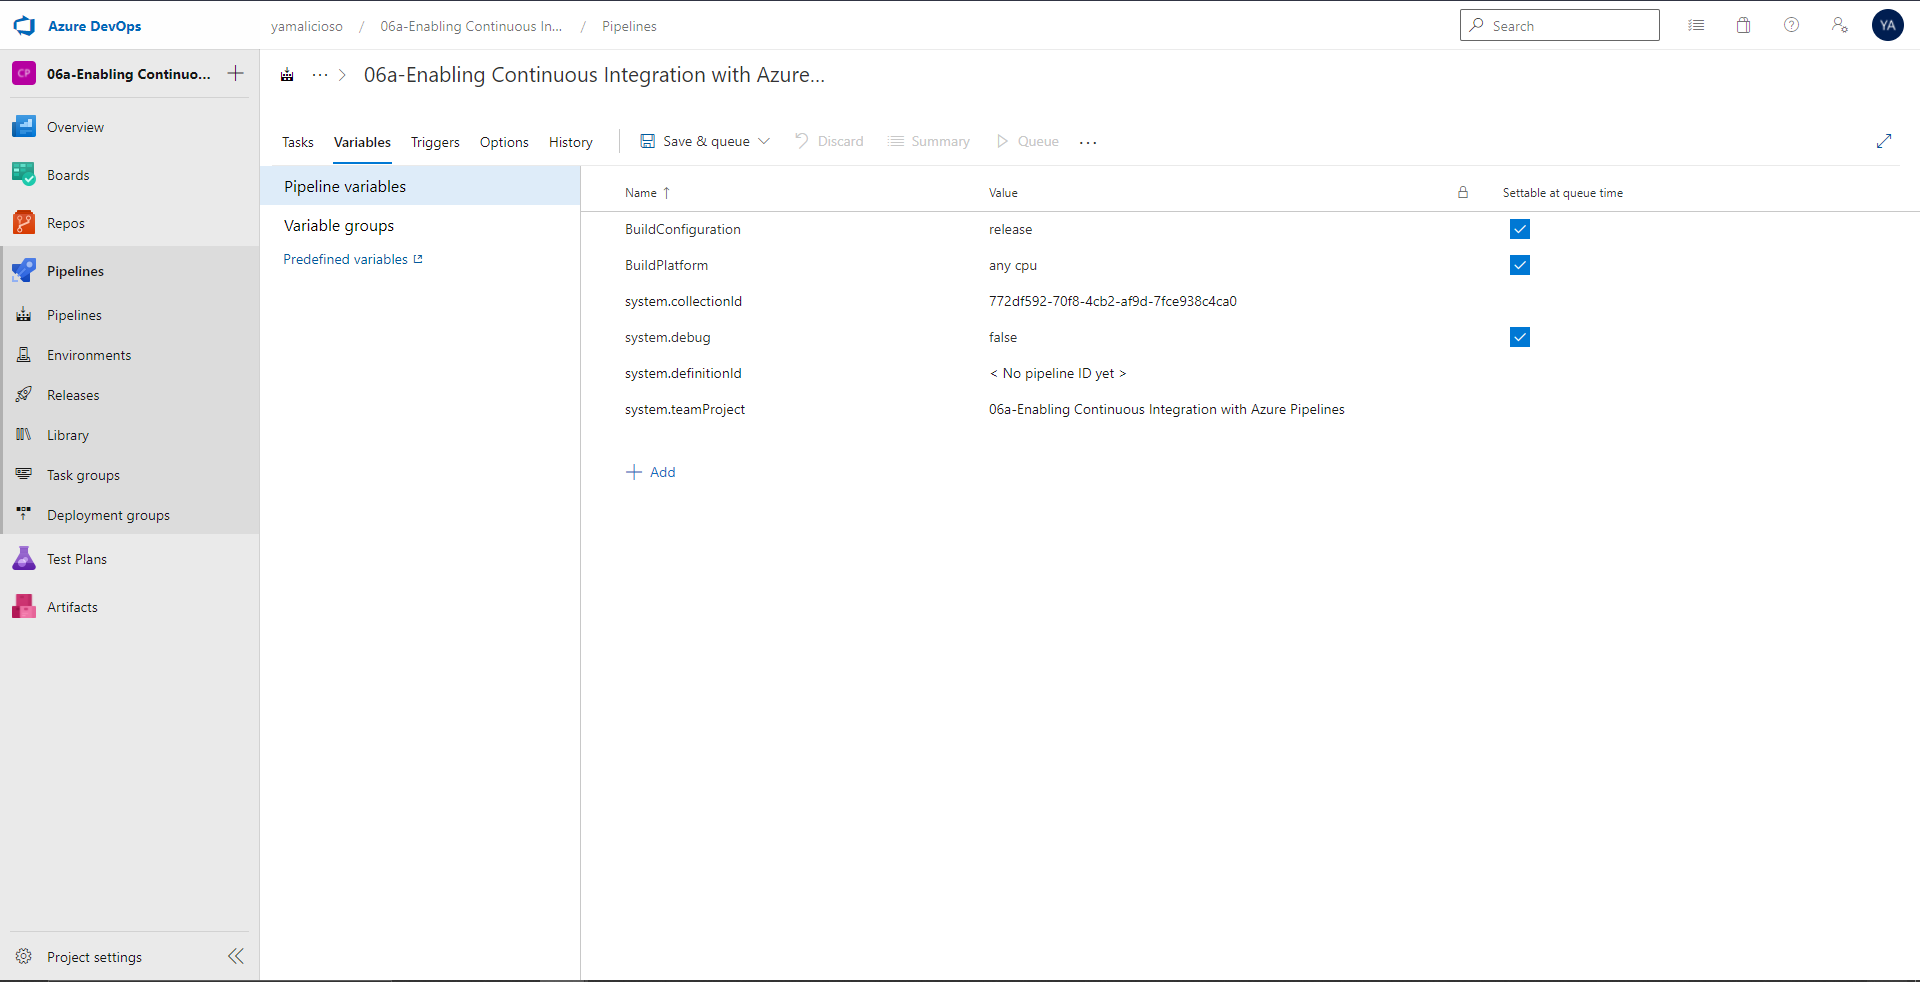 Azure DevOps
yamalicioso / 06a-Enabling Continuous In... / Pipelines
Search
YA
CP
06a-Enabling Continuo...
Overview
Boards
Repos
Pipelines
Pipelines
Environments
Releases
Library
Task groups
Deployment groups
Test Plans
Artifacts
Project settings
06a-Enabling Continuous Integration with Azure...
Tasks Variables Triggers Options History Save & queue Discard Summary Queue ...
Pipeline variables
Variable groups
Predefined variables
Name ↑ Value Settable at queue time
BuildConfiguration release
BuildPlatform any cpu
system.collectionId 772df592-70f8-4cb2-af9d-7fce938c4ca0
system.debug false
system.definitionId < No pipeline ID yet >
system.teamProject 06a-Enabling Continuous Integration with Azure Pipelines
+ Add